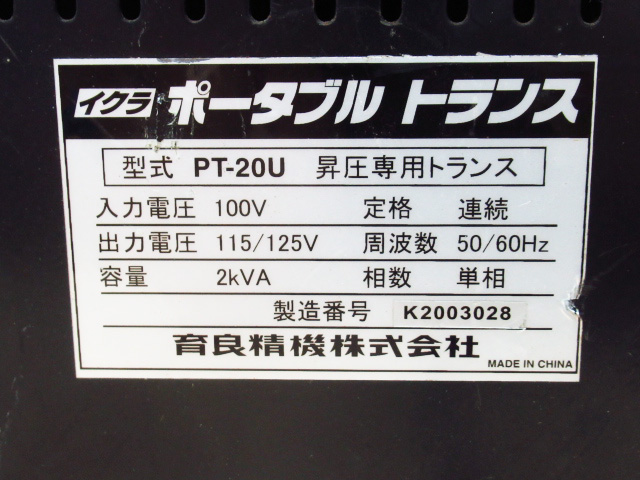 イクラ ポータブル トランス
型式 PT-20U 昇圧専用トランス
入力電圧 100V 定格 連続
出力電圧 115/125V 周波数 50/60Hz
容量 2kVA 相数 単相
製造番号 K2003028
育良精機株式会社
MADE IN CHINA